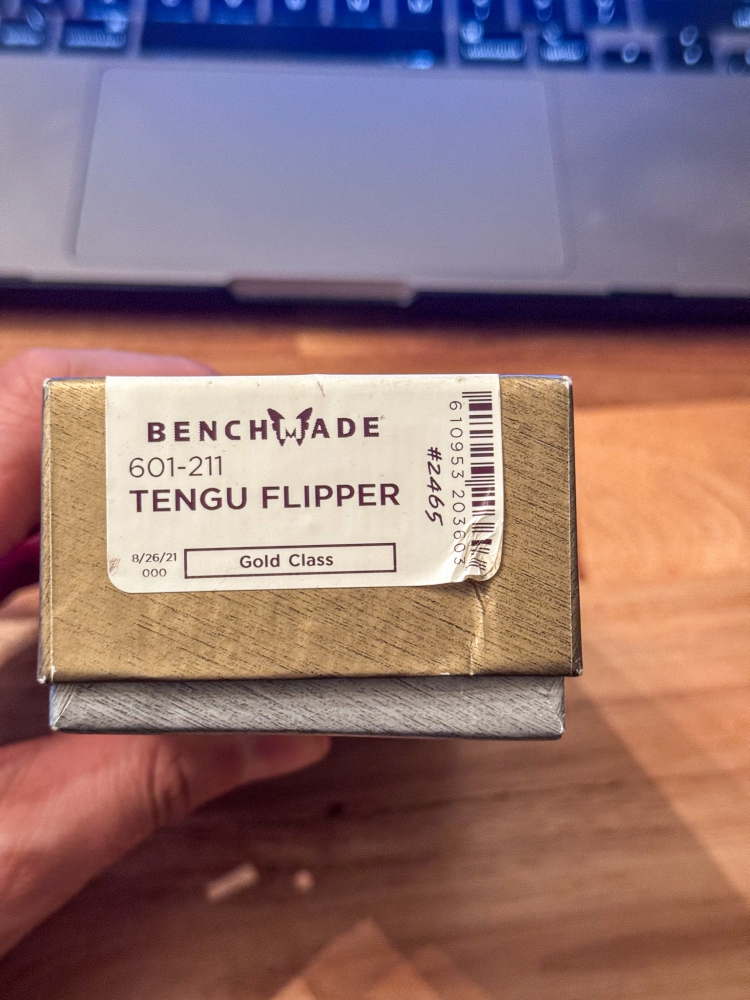 BENCHMADE
601-211
TENGU FLIPPER
8/26/21
000
Gold Class
#2465
610953 203603